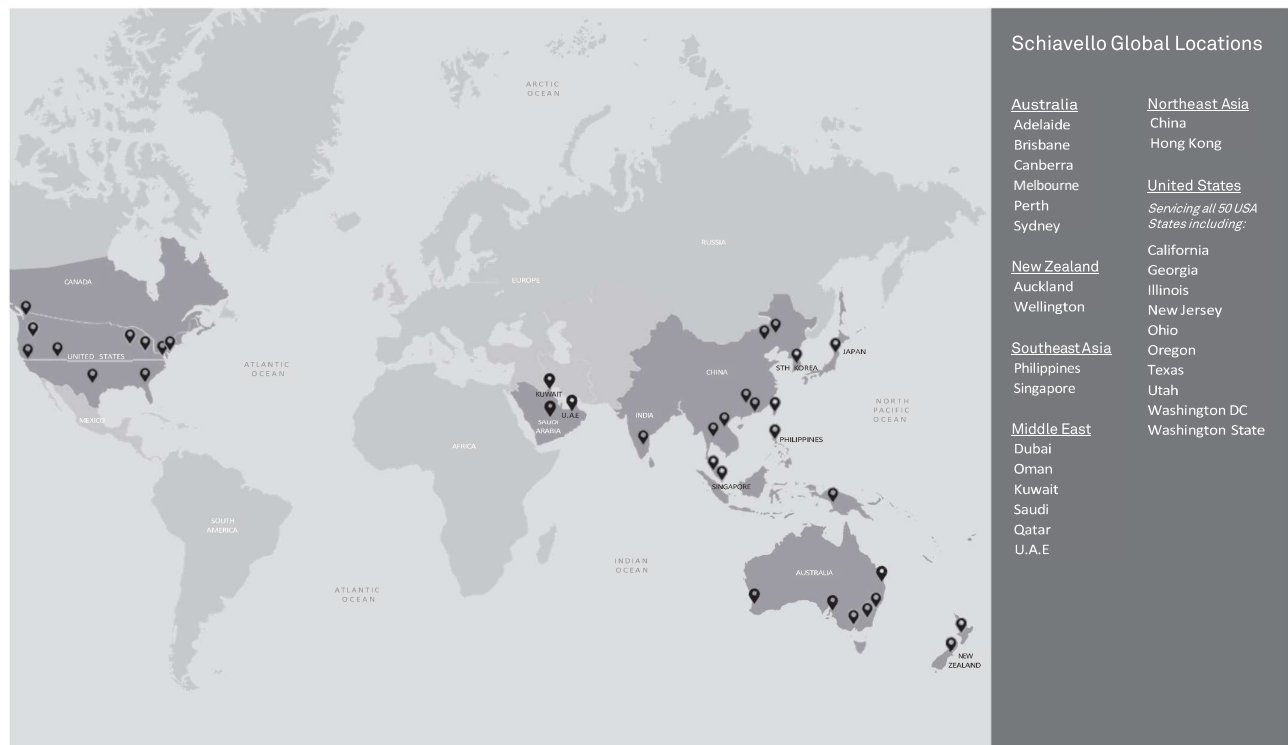 ARCTIC
OCEAN
RUSSIA
CANADA
EUROPE
UNITED STATES
ATLANTIC
OCEAN
JAPAN
STH KOREA
CHINA
KUWAIT
U.A.E
SAUDI
ARABIA
INDIA
NORTH
PACIFIC
OCEAN
MEXICO
AFRICA
PHILIPPINES
SINGAPORE
SOUTH
AMERICA
INDIAN
OCEAN
AUSTRALIA
ATLANTIC
OCEAN
NEW
ZEALAND
Schiavello Global Locations
Australia
Adelaide
Brisbane
Canberra
Melbourne
Perth
Sydney
New Zealand
Auckland
Wellington
Southeast Asia
Philippines
Singapore
Middle East
Dubai
Oman
Kuwait
Saudi
Qatar
U.A.E
Northeast Asia
China
Hong Kong
United States
Servicing all 50 USA
States including:
California
Georgia
Illinois
New Jersey
Ohio
Oregon
Texas
Utah
Washington DC
Washington State